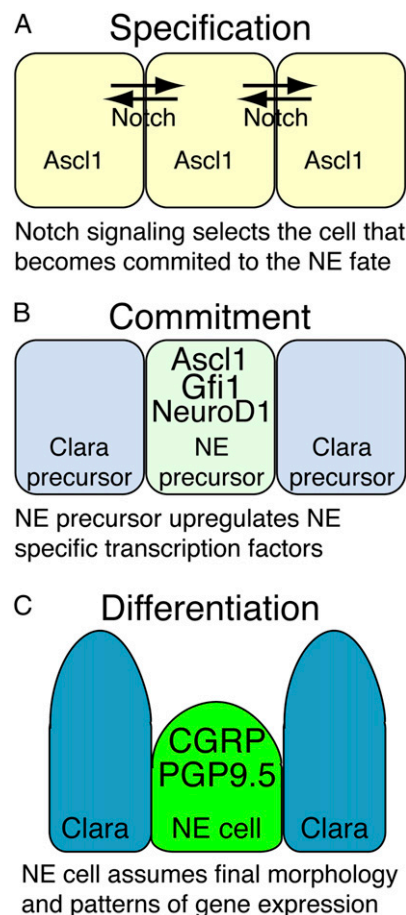 A Specification
Notch Notch
Ascl1 Ascl1 Ascl1
Notch signaling selects the cell that
becomes commited to the NE fate
B Commitment
Ascl1
Gfi1
NeuroD1
Clara NE Clara
precursor precursor precursor
NE precursor upregulates NE
specific transcription factors
C Differentiation
CGRP
PGP9.5
Clara NE cell Clara
NE cell assumes final morphology
and patterns of gene expression